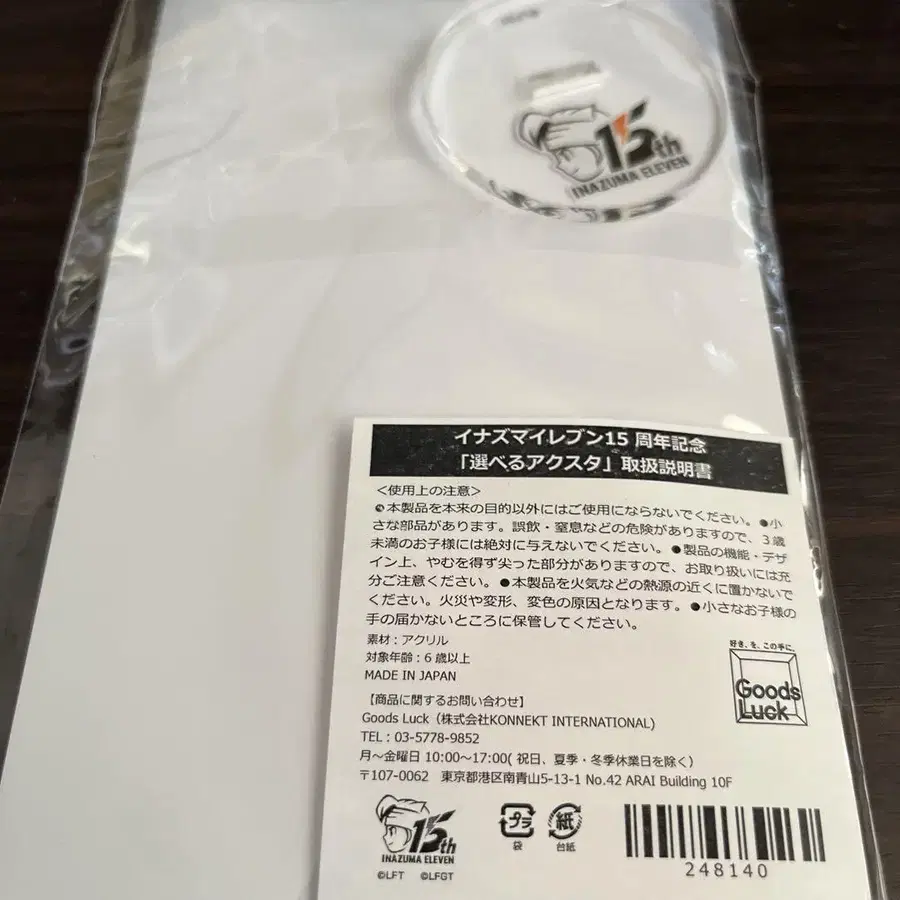 15th
INAZUMA ELEVEN
イナズマイレブン15 周年記念
「選べるアクスタ」取扱説明書
＜使用上の注意＞
●本製品を本来の目的以外にはご使用にならないでください。●小
さな部品があります。誤飲・窒息などの危険がありますので、３歳
未満のお子様には絶対に与えないでください。●製品の機能・デザ
イン上、やむを得ず尖った部分がありますので、お取り扱いには充
分ご注意ください。●本製品を火気などの熱源の近くに置かないで
ください。火災や変形、変色の原因となります。●小さなお子様の
手の届かないところに保管してください。
素材：アクリル
対象年齢：６歳以上
MADE IN JAPAN
好き、を、この手に。
Goods
Luck
【商品に関するお問い合わせ】
Goods Luck（株式会社KONNEKT INTERNATIONAL)
TEL：03-5778-9852
月～金曜日 10:00～17:00( 祝日、夏季・冬季休業日を除く）
〒107-0062 東京都港区南青山5-13-1 No.42 ARAI Building 10F
15th
INAZUMA ELEVEN
©LFT ©LFGT
プラ
袋
紙
台紙
248140